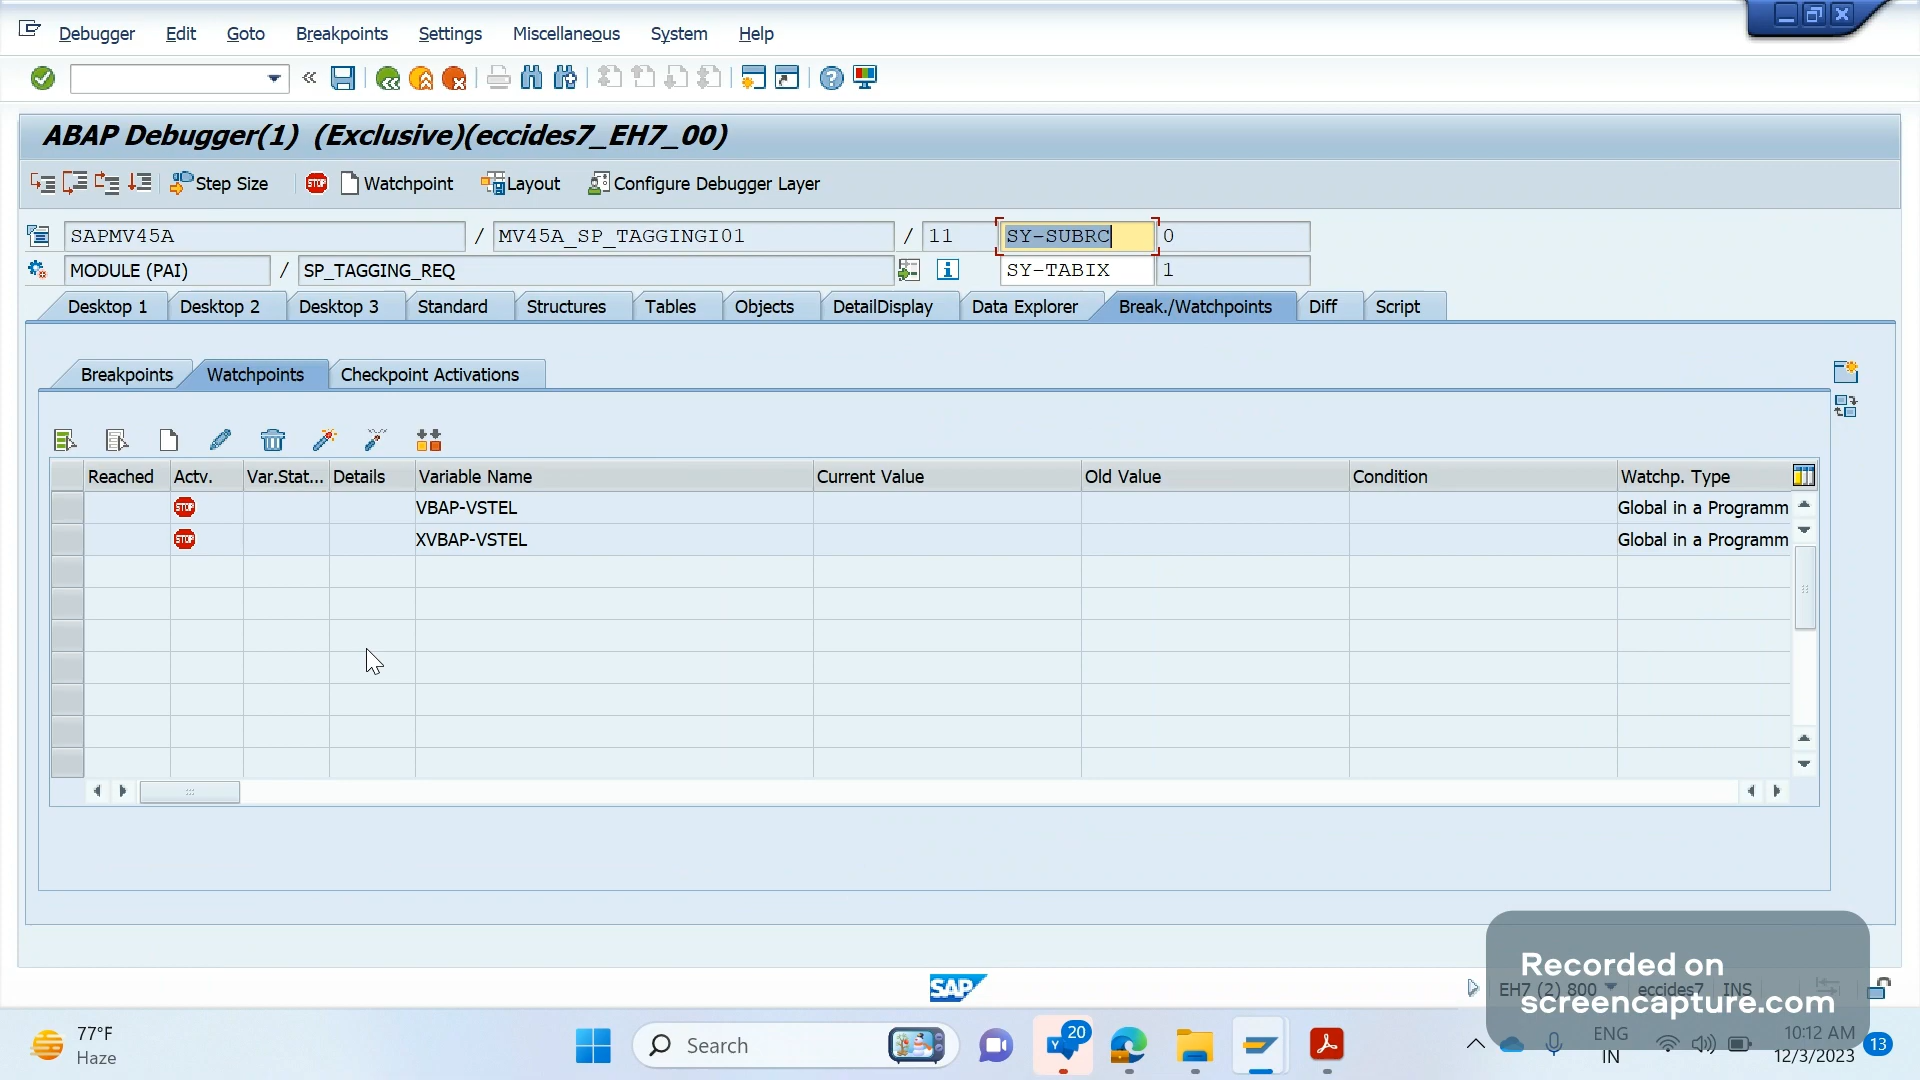 Debugger Edit Goto Breakpoints Settings Miscellaneous System Help
ABAP Debugger(1) (Exclusive)(eccides7_EH7_00)
Step Size STOP Watchpoint Layout Configure Debugger Layer
SAPMV45A / MV45A_SP_TAGGINGI01 / 11 SY-SUBRC 0
MODULE (PAI) / SP_TAGGING_REQ SY-TABIX 1
Desktop 1 Desktop 2 Desktop 3 Standard Structures Tables Objects DetailDisplay Data Explorer Break./Watchpoints Diff Script
Breakpoints Watchpoints Checkpoint Activations
Reached Actv. Var.Stat... Details Variable Name Current Value Old Value Condition Watchp. Type
STOP VBAP-VSTEL Global in a Programm
STOP XVBAP-VSTEL Global in a Programm
SAP EH7 (2) 800 eccides7 INS
Recorded on
screencapture.com
77°F
Haze
Search
20
ENG
IN
10:12 AM
12/3/2023
13